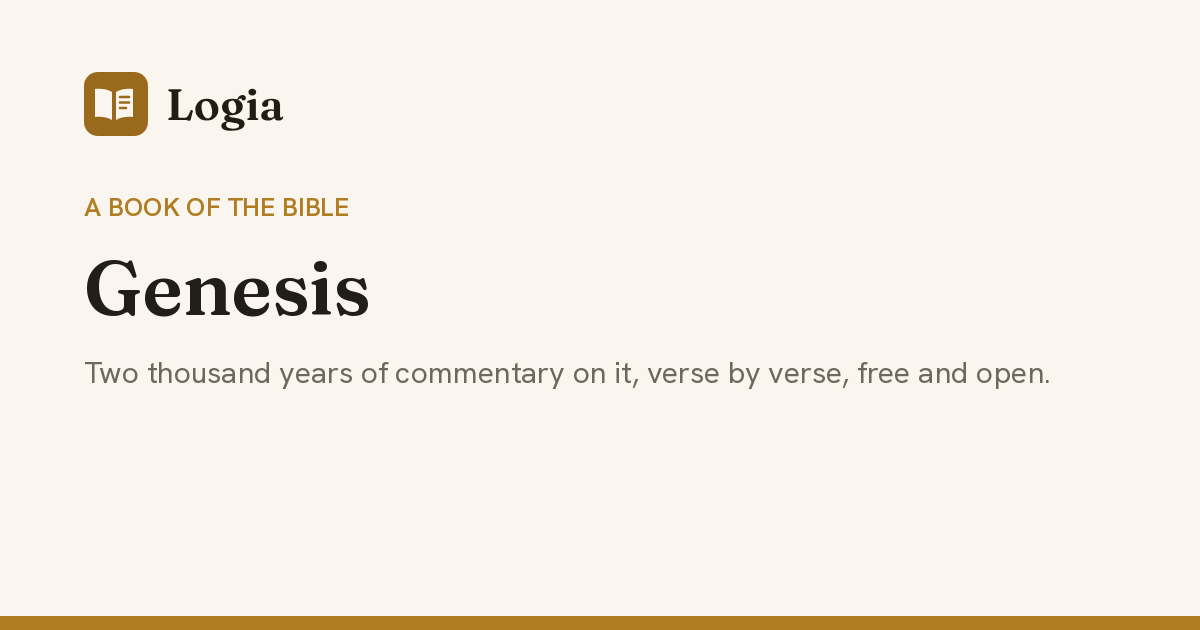 Logia
A BOOK OF THE BIBLE
Genesis
Two thousand years of commentary on it, verse by verse, free and open.